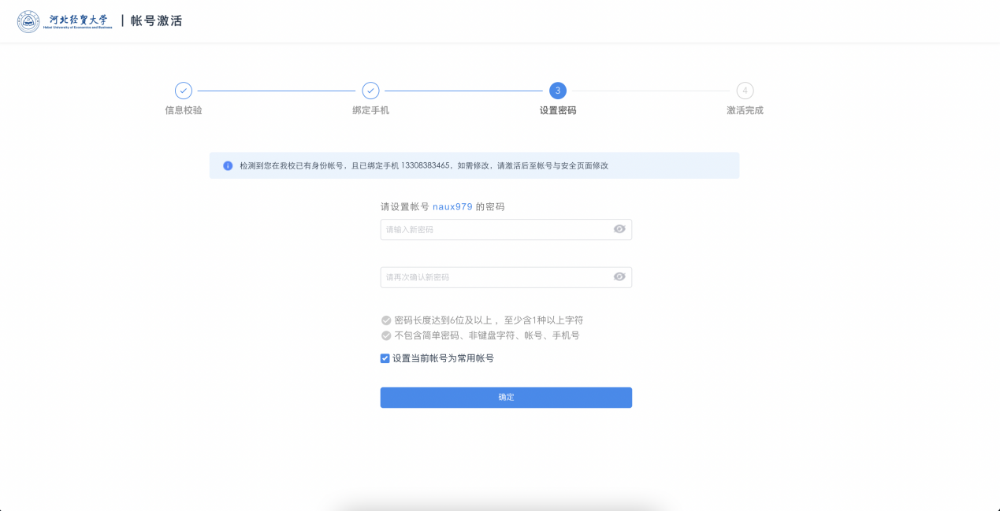 河北经贸大学
Hebei University of Economics and Business
帐号激活
3
4
信息校验
绑定手机
设置密码
激活完成
检测到您在我校已有身份帐号，且已绑定手机 13308383465，如需修改，请激活后至帐号与安全页面修改
请设置帐号 naux979 的密码
请输入新密码
请再次确认新密码
密码长度达到6位及以上 ，至少含1种以上字符
不包含简单密码、非键盘字符、帐号、手机号
设置当前帐号为常用帐号
确定